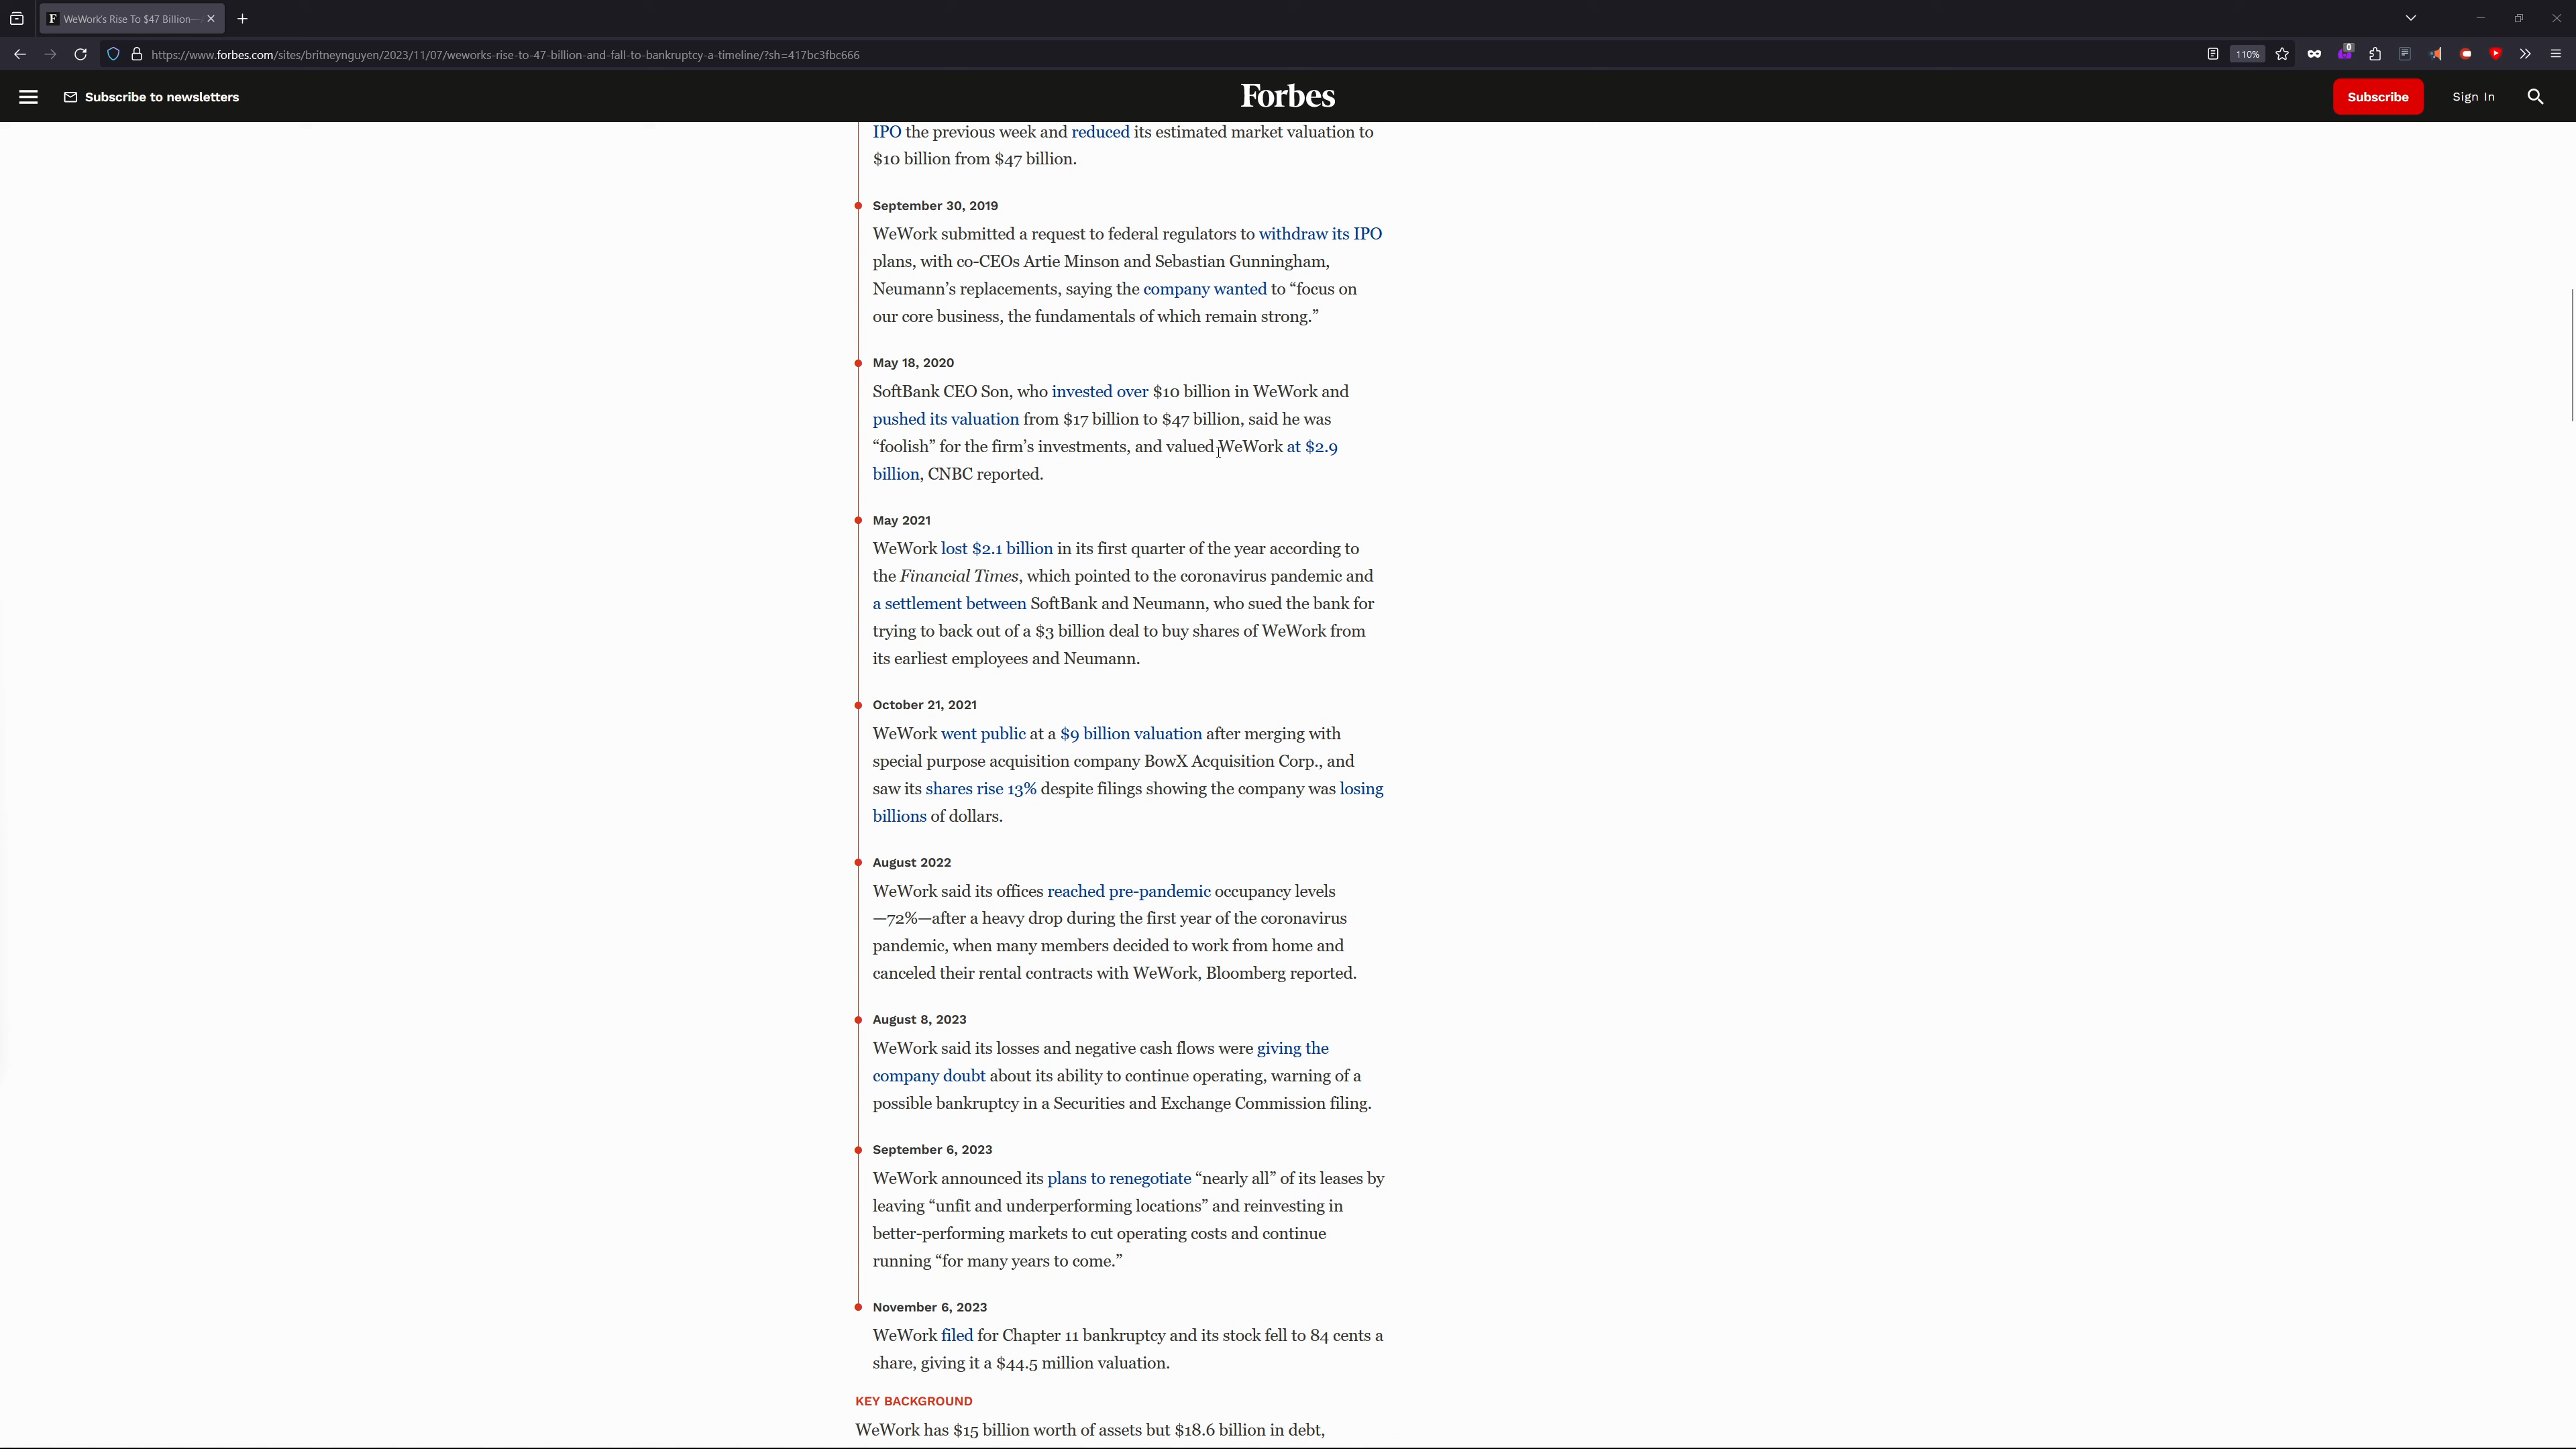 F WeWork's Rise To $47 Billion—
https://www.forbes.com/sites/britneynguyen/2023/11/07/weworks-rise-to-47-billion-and-fall-to-bankruptcy-a-timeline/?sh=417bc3fbc666
110%
0
Subscribe to newsletters
Forbes
Subscribe
Sign In
IPO the previous week and reduced its estimated market valuation to
$10 billion from $47 billion.
September 30, 2019
WeWork submitted a request to federal regulators to withdraw its IPO
plans, with co-CEOs Artie Minson and Sebastian Gunningham,
Neumann’s replacements, saying the company wanted to “focus on
our core business, the fundamentals of which remain strong.”
May 18, 2020
SoftBank CEO Son, who invested over $10 billion in WeWork and
pushed its valuation from $17 billion to $47 billion, said he was
“foolish” for the firm’s investments, and valued WeWork at $2.9
billion, CNBC reported.
May 2021
WeWork lost $2.1 billion in its first quarter of the year according to
the Financial Times, which pointed to the coronavirus pandemic and
a settlement between SoftBank and Neumann, who sued the bank for
trying to back out of a $3 billion deal to buy shares of WeWork from
its earliest employees and Neumann.
October 21, 2021
WeWork went public at a $9 billion valuation after merging with
special purpose acquisition company BowX Acquisition Corp., and
saw its shares rise 13% despite filings showing the company was losing
billions of dollars.
August 2022
WeWork said its offices reached pre-pandemic occupancy levels
—72%—after a heavy drop during the first year of the coronavirus
pandemic, when many members decided to work from home and
canceled their rental contracts with WeWork, Bloomberg reported.
August 8, 2023
WeWork said its losses and negative cash flows were giving the
company doubt about its ability to continue operating, warning of a
possible bankruptcy in a Securities and Exchange Commission filing.
September 6, 2023
WeWork announced its plans to renegotiate “nearly all” of its leases by
leaving “unfit and underperforming locations” and reinvesting in
better-performing markets to cut operating costs and continue
running “for many years to come.”
November 6, 2023
WeWork filed for Chapter 11 bankruptcy and its stock fell to 84 cents a
share, giving it a $44.5 million valuation.
KEY BACKGROUND
WeWork has $15 billion worth of assets but $18.6 billion in debt,